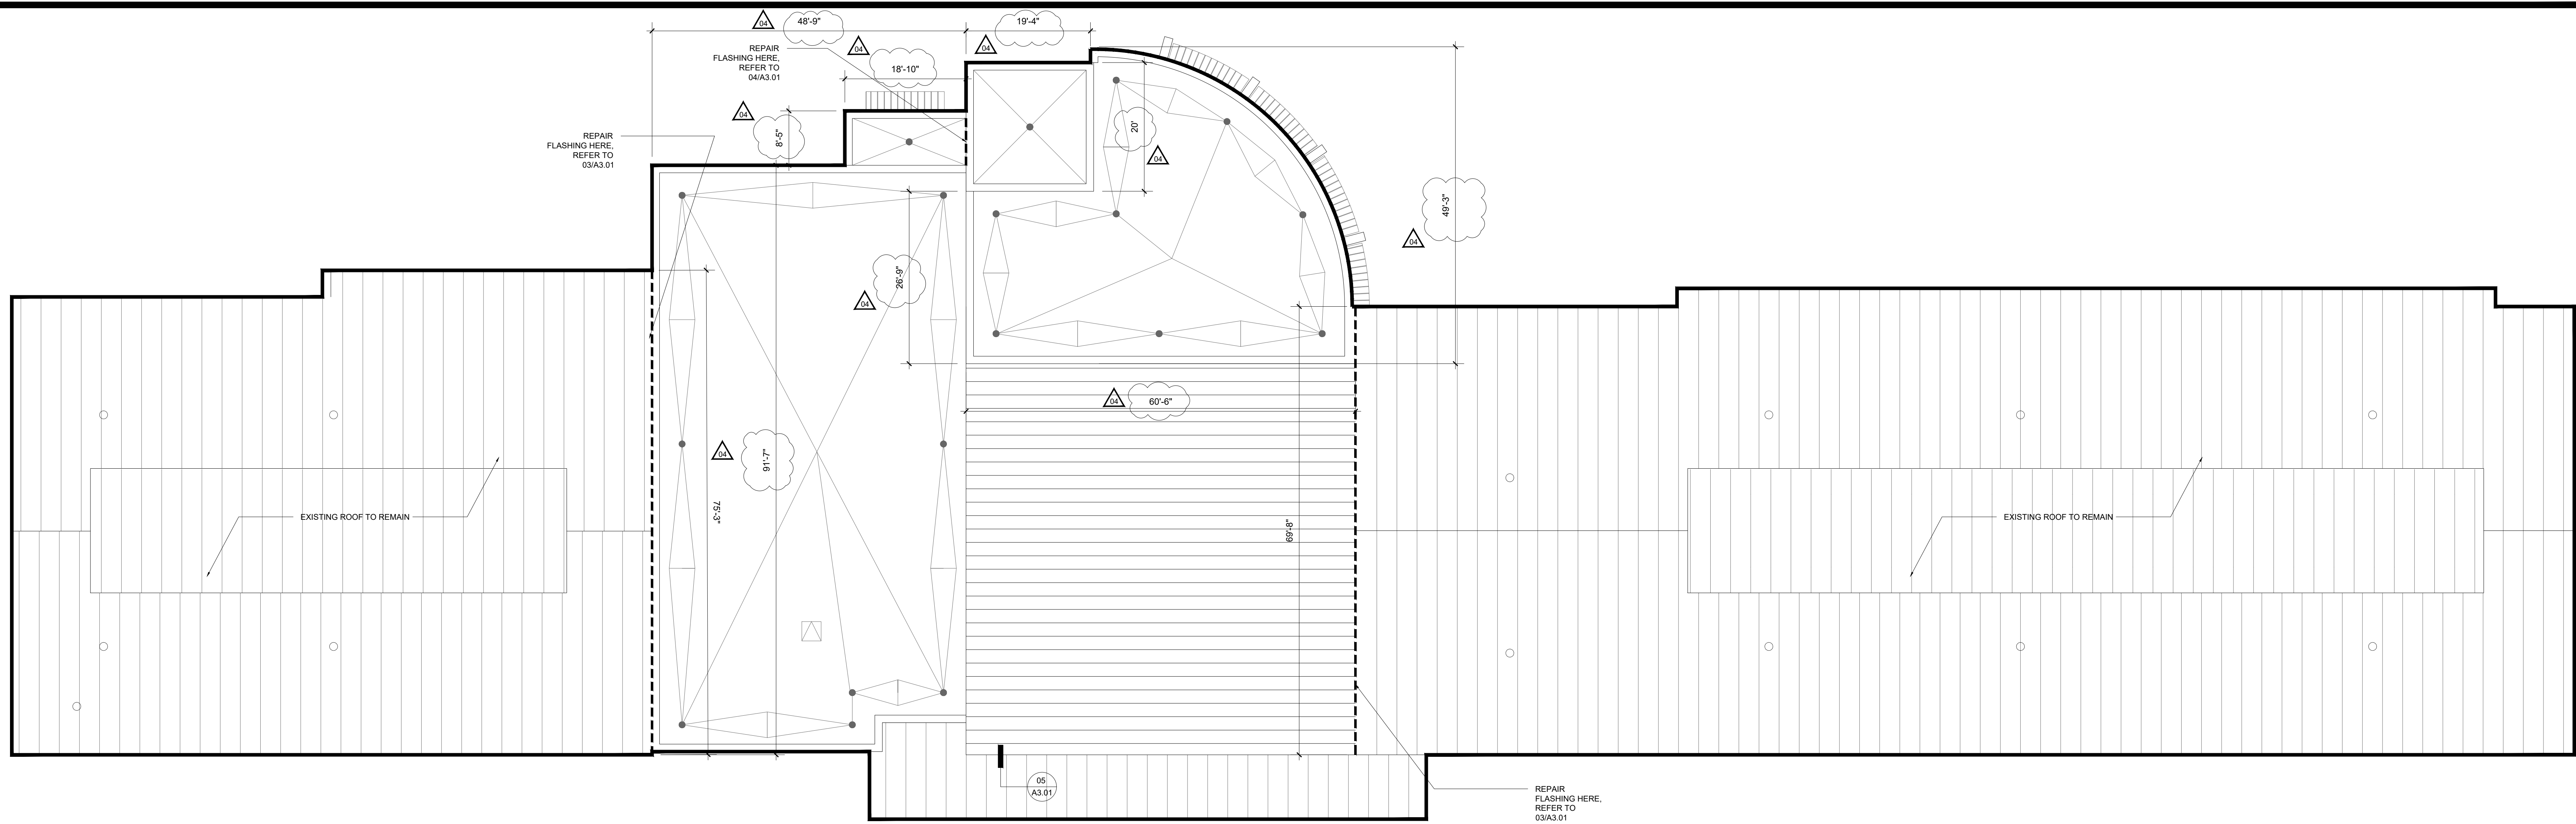 04
48'-9"
19'-4"
REPAIR
FLASHING HERE,
REFER TO
04/A3.01
04
18'-10"
04
04
8'-5"
REPAIR
FLASHING HERE,
REFER TO
03/A3.01
20'
04
49'-3"
04
26'-9"
04
04
60'-6"
04
91'-7"
75'-3"
69'-8"
EXISTING ROOF TO REMAIN
EXISTING ROOF TO REMAIN
05
A3.01
REPAIR
FLASHING HERE,
REFER TO
03/A3.01